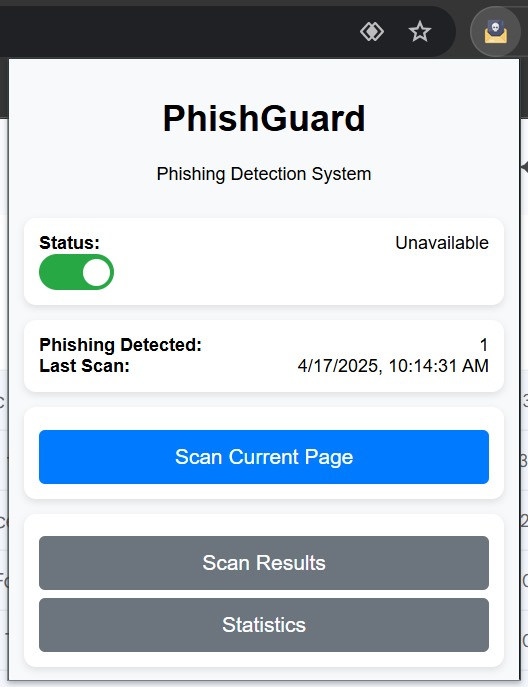 PhishGuard
Phishing Detection System
Status: Unavailable
Phishing Detected: 1
Last Scan: 4/17/2025, 10:14:31 AM
Scan Current Page
Scan Results
Statistics